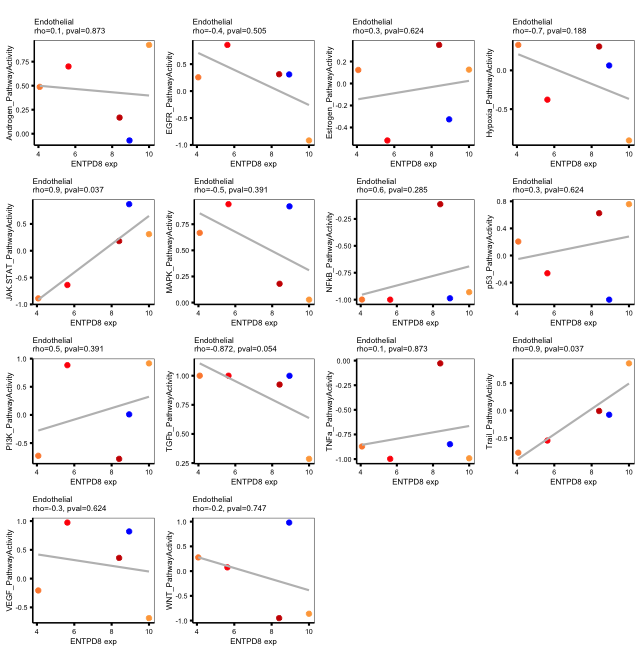 Endothelial
rho=0.1, pval=0.873
Androgen_PathwayActivity
0.75
0.50
0.25
0.00
4
6
8
10
ENTPD8 exp
Endothelial
rho=-0.4, pval=0.505
EGFR_PathwayActivity
0.5
0.0
-0.5
-1.0
4
6
8
10
ENTPD8 exp
Endothelial
rho=0.3, pval=0.624
Estrogen_PathwayActivity
0.2
0.0
-0.2
-0.4
4
6
8
10
ENTPD8 exp
Endothelial
rho=-0.7, pval=0.188
Hypoxia_PathwayActivity
0.0
-0.5
4
6
8
10
ENTPD8 exp
Endothelial
rho=0.9, pval=0.037
JAK-STAT_PathwayActivity
0.5
0.0
-0.5
-1.0
4
6
8
10
ENTPD8 exp
Endothelial
rho=-0.5, pval=0.391
MAPK_PathwayActivity
0.75
0.50
0.25
0.00
4
6
8
10
ENTPD8 exp
Endothelial
rho=0.6, pval=0.285
NFkB_PathwayActivity
-0.25
-0.50
-0.75
-1.00
4
6
8
10
ENTPD8 exp
Endothelial
rho=0.3, pval=0.624
p53_PathwayActivity
0.8
0.4
0.0
-0.4
4
6
8
10
ENTPD8 exp
Endothelial
rho=0.5, pval=0.391
PI3K_PathwayActivity
1.0
0.5
0.0
-0.5
4
6
8
10
ENTPD8 exp
Endothelial
rho=-0.872, pval=0.054
TGFb_PathwayActivity
1.00
0.75
0.50
0.25
4
6
8
10
ENTPD8 exp
Endothelial
rho=0.1, pval=0.873
TNFa_PathwayActivity
0.00
-0.25
-0.50
-0.75
-1.00
4
6
8
10
ENTPD8 exp
Endothelial
rho=0.9, pval=0.037
Trail_PathwayActivity
0.5
0.0
-0.5
4
6
8
10
ENTPD8 exp
Endothelial
rho=-0.3, pval=0.624
VEGF_PathwayActivity
1.0
0.5
0.0
-0.5
4
6
8
10
ENTPD8 exp
Endothelial
rho=-0.2, pval=0.747
WNT_PathwayActivity
1.0
0.5
0.0
-0.5
-1.0
4
6
8
10
ENTPD8 exp